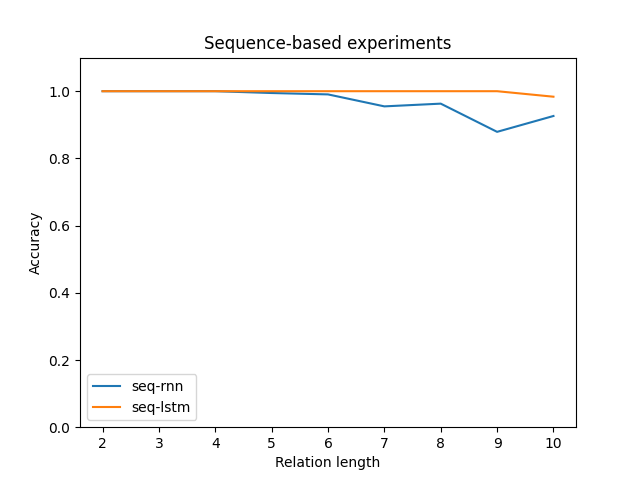 Sequence-based experiments
1.0
0.8
0.6
0.4
0.2
0.0
Accuracy
seq-rnn
seq-lstm
2 3 4 5 6 7 8 9 10
Relation length